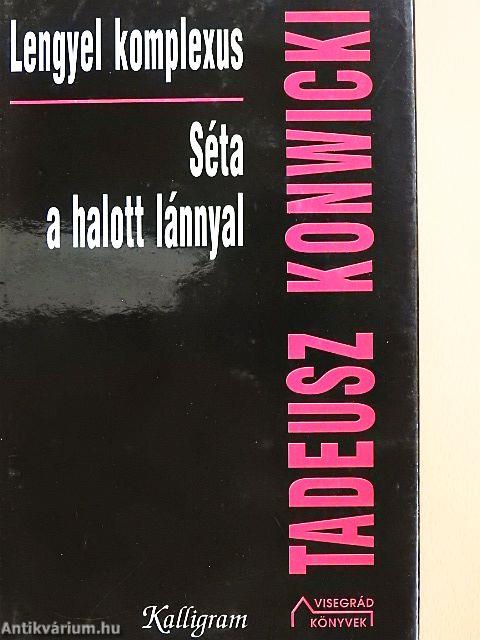 Lengyel komplexus
Séta
a halott lánnyal
TADEUSZ KONWICKI
Kalligram
VISEGRÁD
KÖNYVEK
Antikvárium.hu